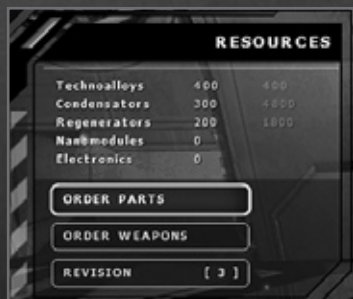 RESOURCES
Technoalloys 400 400
Condensators 300 4800
Regenerators 200 1800
Nanomodules 0
Electronics 0
ORDER PARTS
ORDER WEAPONS
REVISION [ 3 ]